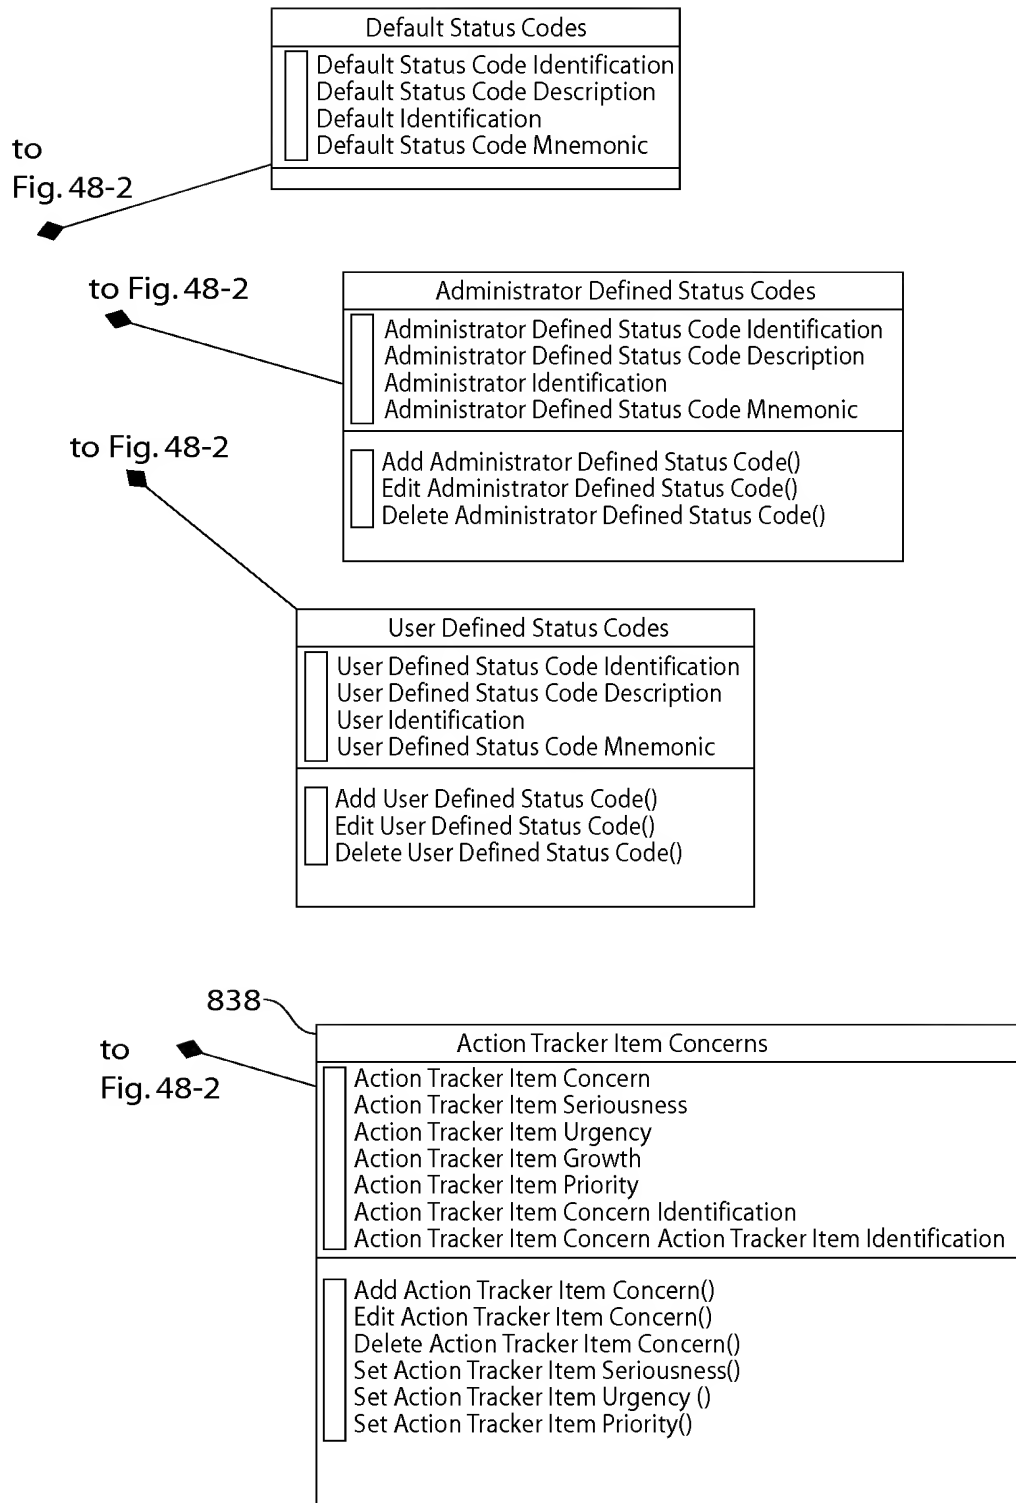 Default Status Codes
Default Status Code Identification
Default Status Code Description
Default Identification
Default Status Code Mnemonic
to
Fig. 48-2
to Fig. 48-2
Administrator Defined Status Codes
Administrator Defined Status Code Identification
Administrator Defined Status Code Description
Administrator Identification
Administrator Defined Status Code Mnemonic
Add Administrator Defined Status Code()
Edit Administrator Defined Status Code()
Delete Administrator Defined Status Code()
to Fig. 48-2
User Defined Status Codes
User Defined Status Code Identification
User Defined Status Code Description
User Identification
User Defined Status Code Mnemonic
Add User Defined Status Code()
Edit User Defined Status Code()
Delete User Defined Status Code()
838
to
Fig. 48-2
Action Tracker Item Concerns
Action Tracker Item Concern
Action Tracker Item Seriousness
Action Tracker Item Urgency
Action Tracker Item Growth
Action Tracker Item Priority
Action Tracker Item Concern Identification
Action Tracker Item Concern Action Tracker Item Identification
Add Action Tracker Item Concern()
Edit Action Tracker Item Concern()
Delete Action Tracker Item Concern()
Set Action Tracker Item Seriousness()
Set Action Tracker Item Urgency ()
Set Action Tracker Item Priority()